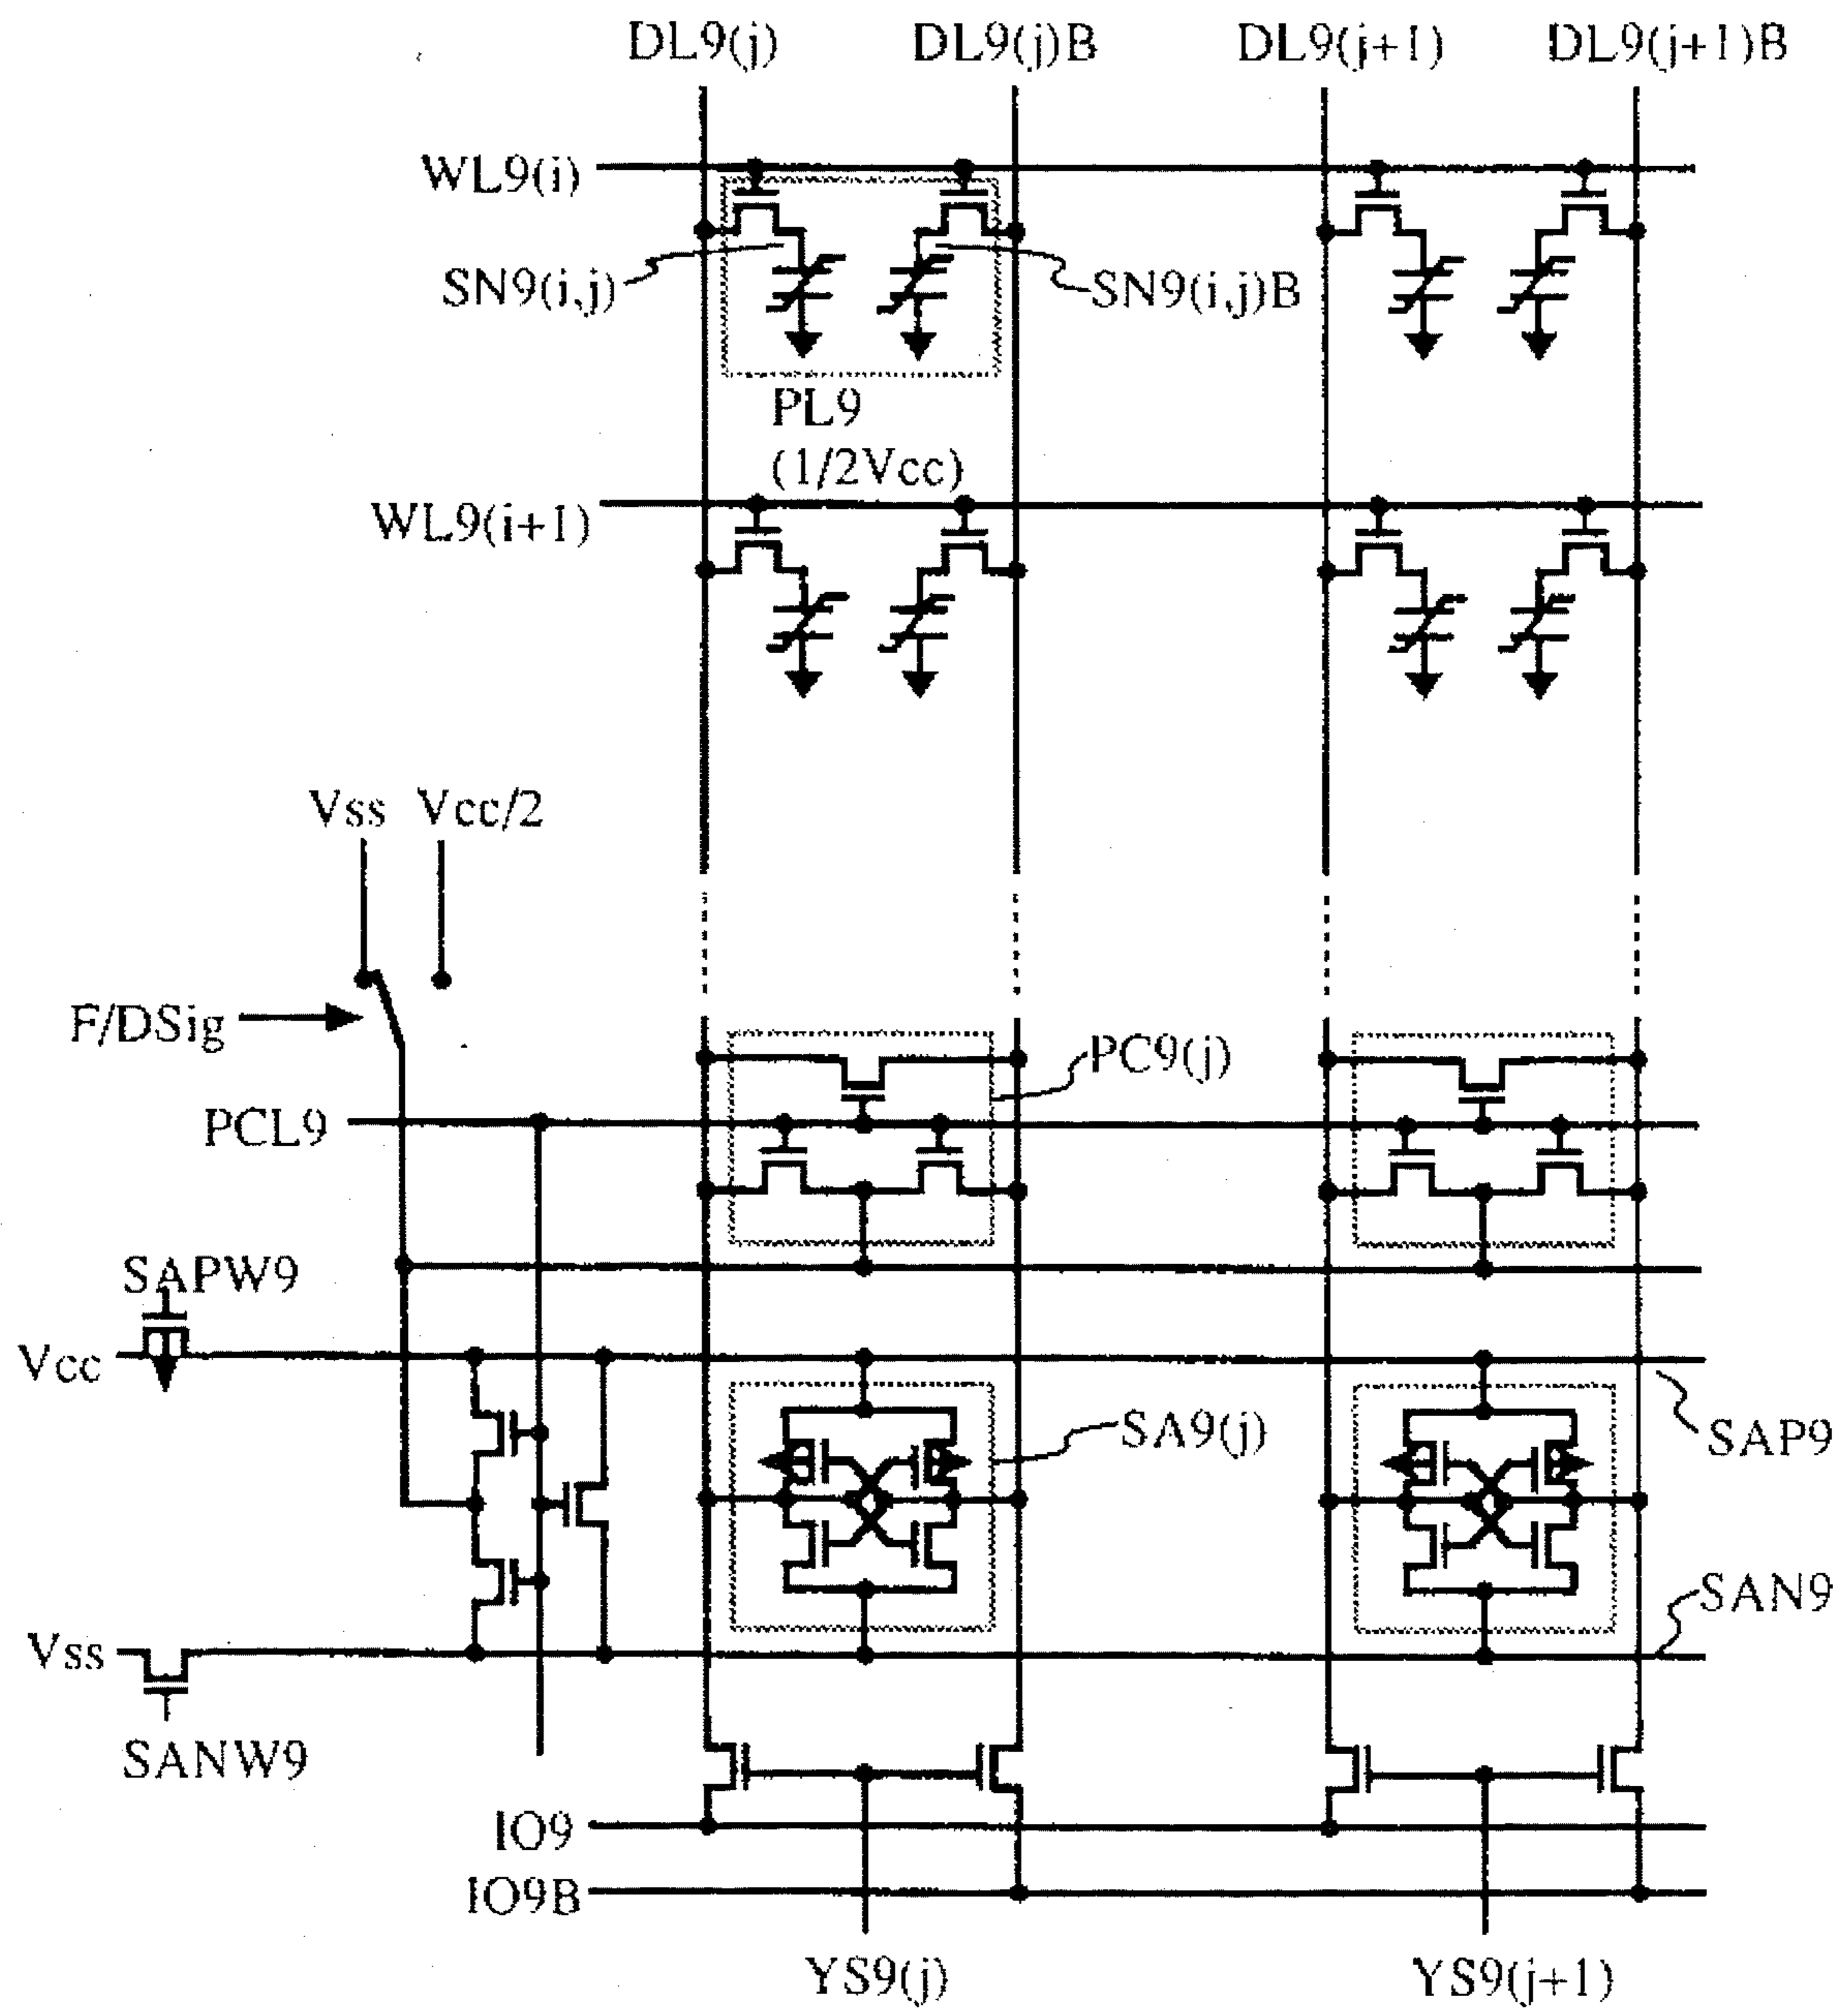 DL9(j) DL9(j)B DL9(j+1) DL9(j+1)B
WL9(i)
SN9(i,j) SN9(i,j)B
PL9
(1/2Vcc)
WL9(i+1)
Vss Vcc/2
F/DSig
PC9(j)
PCL9
SAPW9
Vcc
SA9(j)
SAP9
SAN9
Vss
SANW9
IO9
IO9B
YS9(j) YS9(j+1)